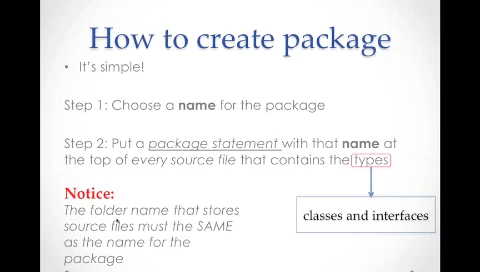 How to create package
• It's simple!
Step 1: Choose a name for the package
Step 2: Put a package statement with that name at
the top of every source file that contains the types
Notice:
The folder name that stores
source files must the SAME
as the name for the
package
classes and interfaces